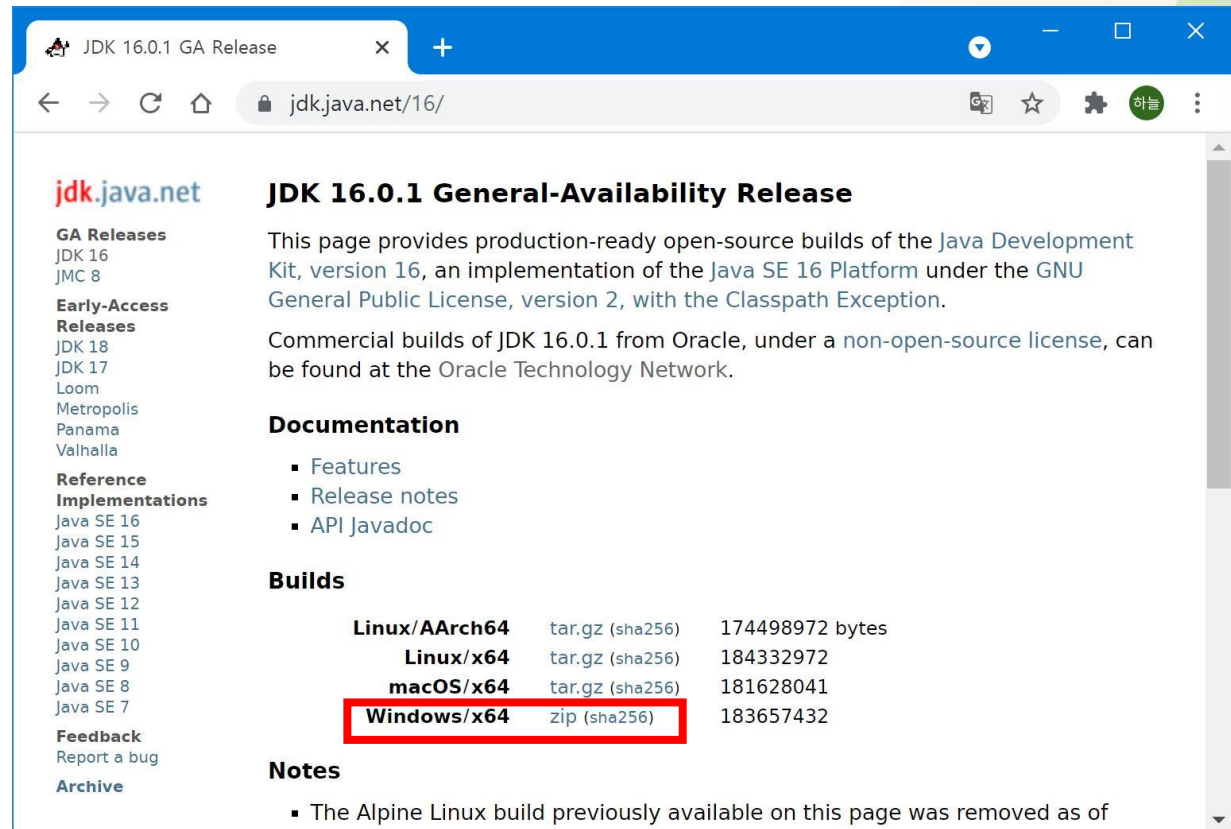 JDK 16.0.1 GA Release
jdk.java.net/16/
하늘
jdk.java.net
GA Releases
JDK 16
JMC 8
Early-Access
Releases
JDK 18
JDK 17
Loom
Metropolis
Panama
Valhalla
Reference
Implementations
Java SE 16
Java SE 15
Java SE 14
Java SE 13
Java SE 12
Java SE 11
Java SE 10
Java SE 9
Java SE 8
Java SE 7
Feedback
Report a bug
Archive
JDK 16.0.1 General-Availability Release
This page provides production-ready open-source builds of the Java Development
Kit, version 16, an implementation of the Java SE 16 Platform under the GNU
General Public License, version 2, with the Classpath Exception.
Commercial builds of JDK 16.0.1 from Oracle, under a non-open-source license, can
be found at the Oracle Technology Network.
Documentation
▪ Features
▪ Release notes
▪ API Javadoc
Builds
Linux/AArch64 tar.gz (sha256) 174498972 bytes
Linux/x64 tar.gz (sha256) 184332972
macOS/x64 tar.gz (sha256) 181628041
Windows/x64 zip (sha256) 183657432
Notes
▪ The Alpine Linux build previously available on this page was removed as of